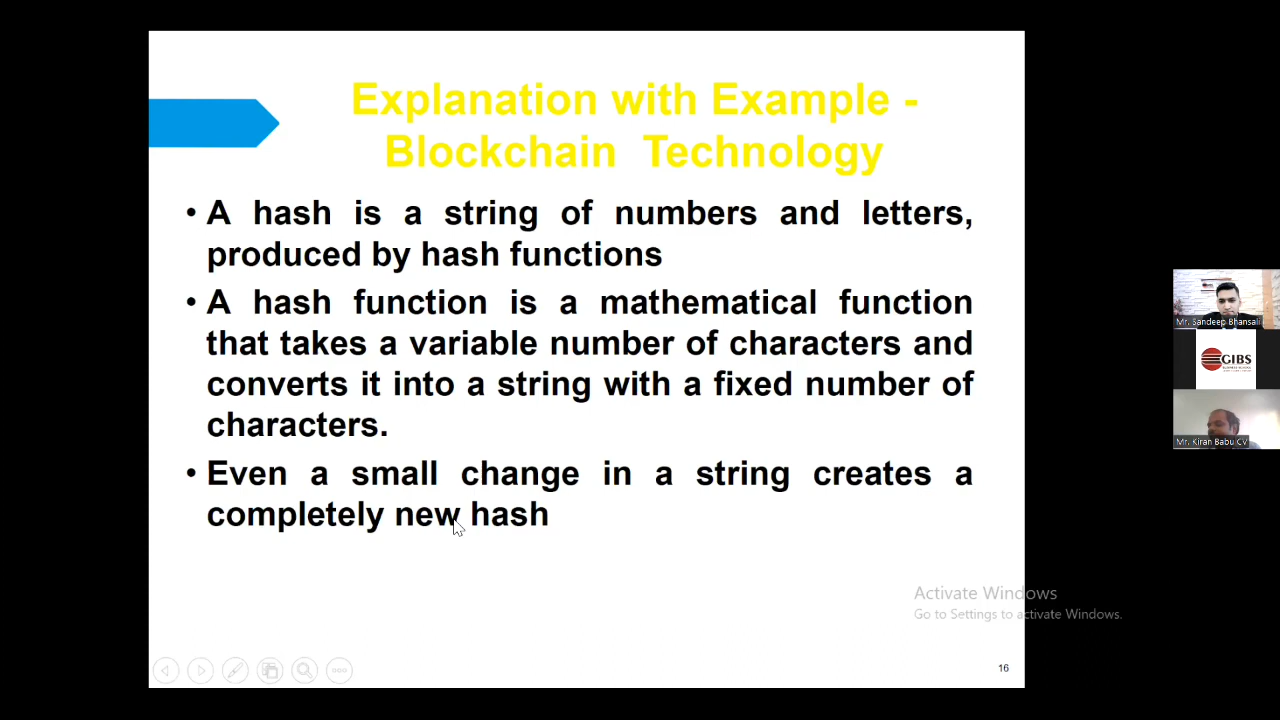 Explanation with Example -
Blockchain Technology
• A hash is a string of numbers and letters,
produced by hash functions
• A hash function is a mathematical function
that takes a variable number of characters and
converts it into a string with a fixed number of
characters.
• Even a small change in a string creates a
completely new hash
Activate Windows
Go to Settings to activate Windows.
16
Mr. Sandeep Bhansali
GIBS
Mr. Kiran Babu CV